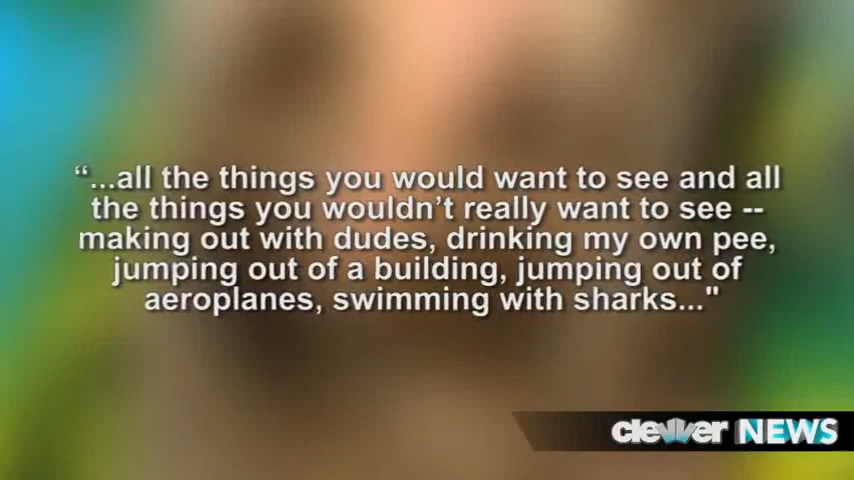 “...all the things you would want to see and all
the things you wouldn’t really want to see --
making out with dudes, drinking my own pee,
jumping out of a building, jumping out of
aeroplanes, swimming with sharks..."
clevver NEWS